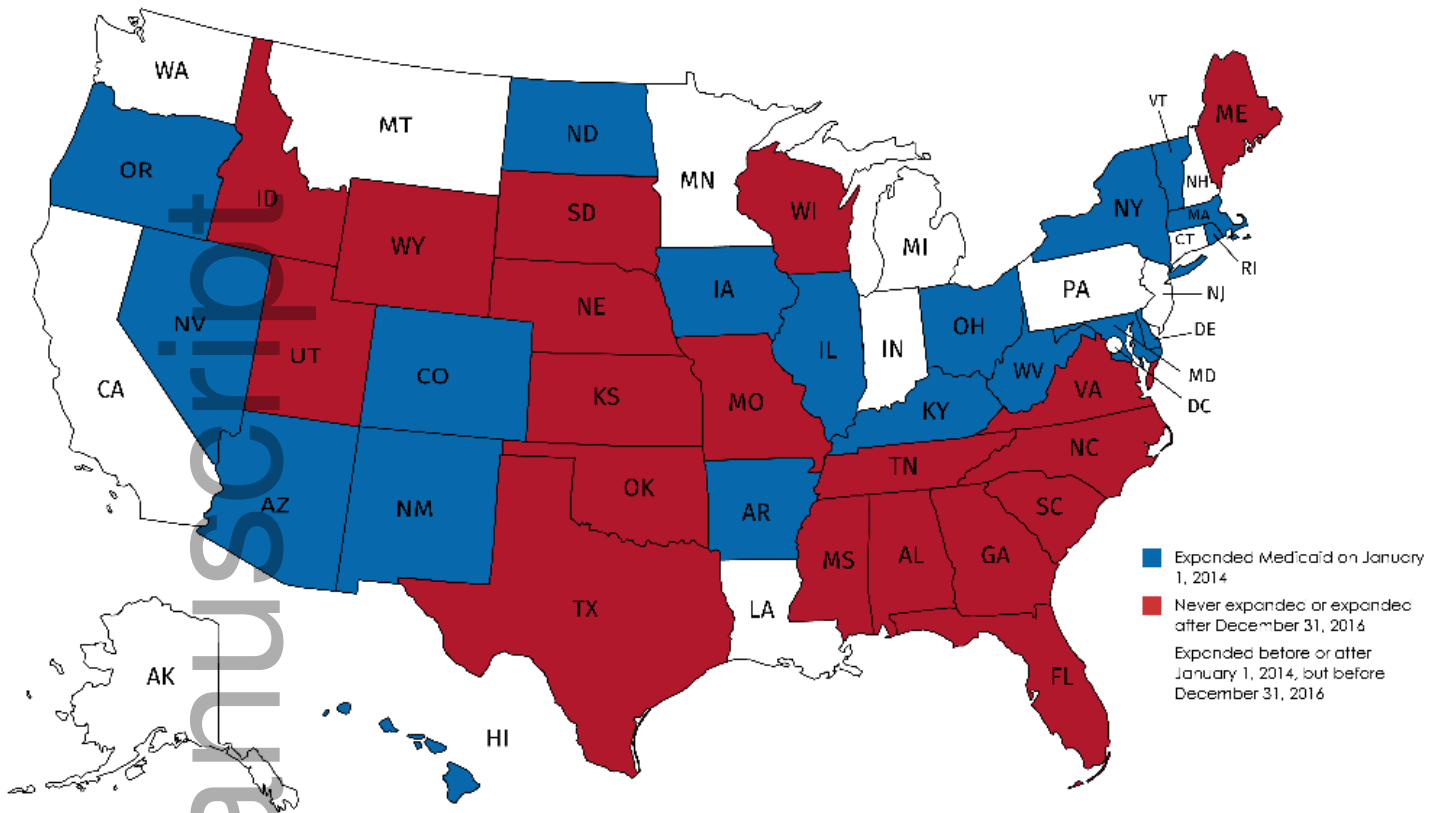 WA
MT
ND
MN
OR
ID
SD
WI
WY
MI
VT
ME
NH
NY
MA
CT
RI
IA
NE
PA
NJ
NV
UT
CO
IL
IN
OH
DE
CA
KS
MO
WV
VA
MD
KY
DC
NC
TN
OK
AZ
NM
AR
SC
MS
AL
GA
TX
LA
FL
AK
HI
Expanded Medicaid on January
1, 2014
Never expanded or expanded
after December 31, 2016
Expanded before or after
January 1, 2014, but before
December 31, 2016
anuscript